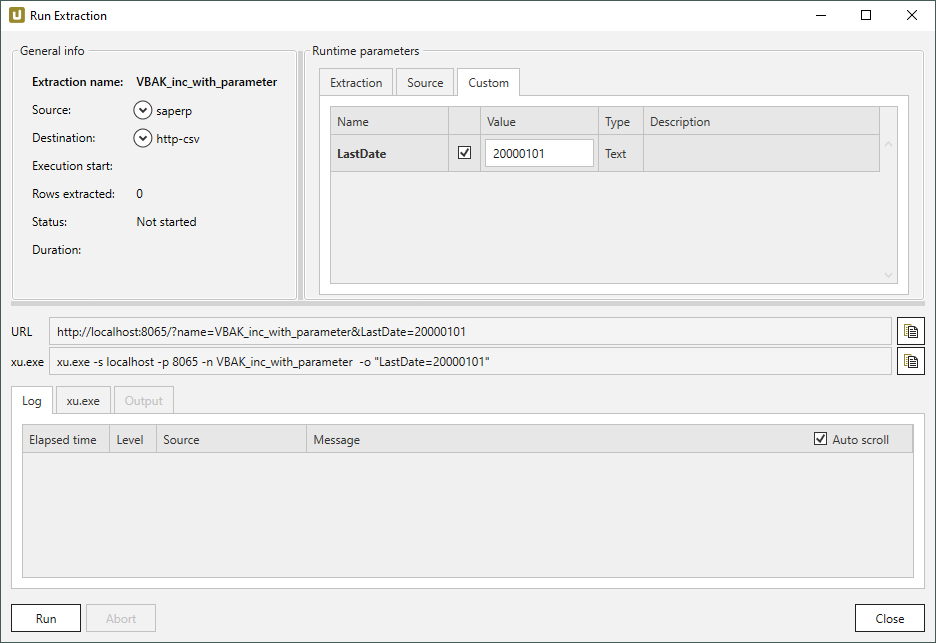 Run Extraction
General info
Extraction name: VBAK_inc_with_parameter
Source: saperp
Destination: http-csv
Execution start:
Rows extracted: 0
Status: Not started
Duration:
Runtime parameters
Extraction Source Custom
Name Value Type Description
LastDate 20000101 Text
URL http://localhost:8065/?name=VBAK_inc_with_parameter&LastDate=20000101
xu.exe xu.exe -s localhost -p 8065 -n VBAK_inc_with_parameter  -o "LastDate=20000101"
Log xu.exe Output
Elapsed time Level Source Message Auto scroll
Run Abort Close